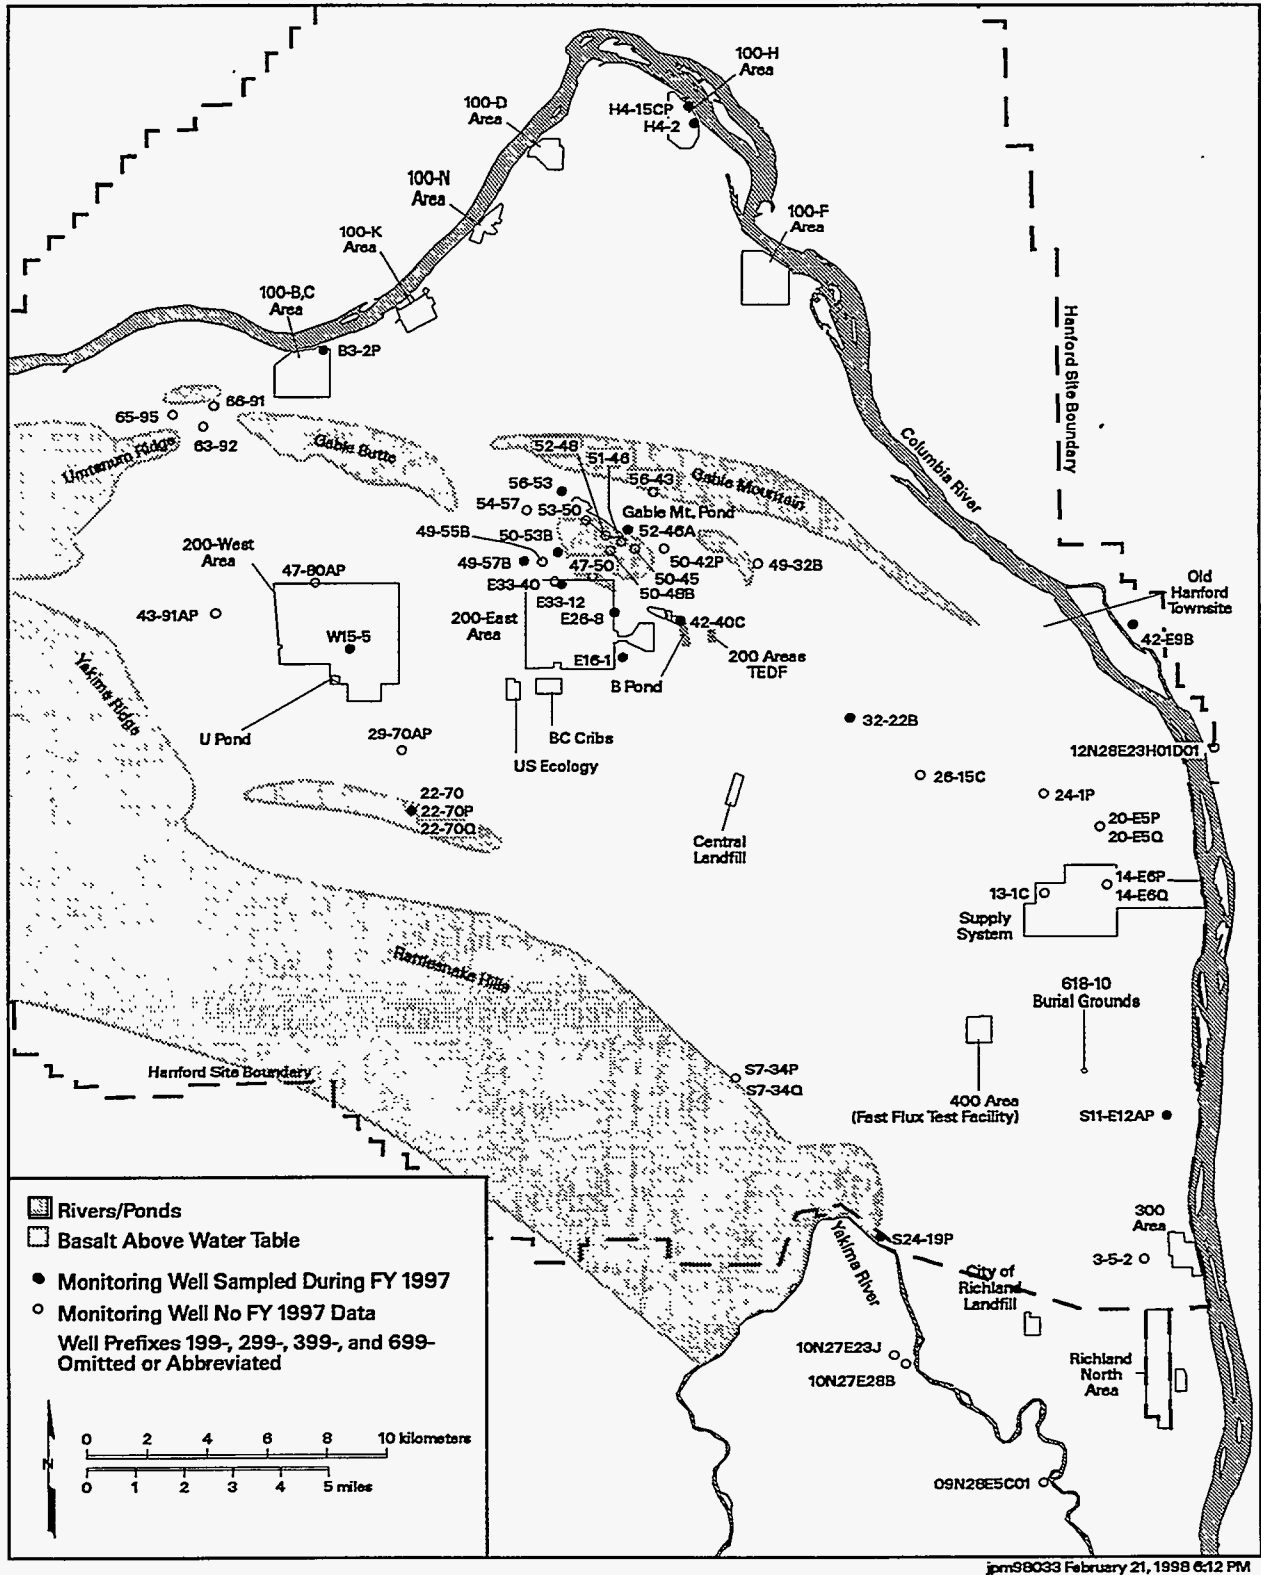 100-H
Area
H4-15CP
H4-2
100-D
Area
100-N
Area
100-F
Area
100-K
Area
100-B,C
Area
B3-2P
Hanford Site Boundary
66-91
65-95
63-92
Umtanum Ridge
Gable Butte
Columbia River
52-48
51-46
56-43
Gable Mountain
56-53
54-57
53-50
Gable Mt. Pond
49-55B
50-53B
52-46A
200-West
Area
47-80AP
49-57B
47-50
50-42P
49-32B
50-45
50-48B
E33-40
E33-12
Old
Hanford
Townsite
43-91AP
200-East
Area
E26-8
42-40C
42-E9B
W15-5
E16-1
200 Areas
TEDF
B Pond
Yakima Ridge
U Pond
29-70AP
BC Cribs
US Ecology
32-22B
12N28E23H01D01
26-15C
24-1P
22-70
22-70P
22-70Q
20-E5P
20-E5Q
Central
Landfill
14-E6P
14-E6Q
13-1C
Supply
System
Rattlesnake Hills
618-10
Burial Grounds
Hanford Site Boundary
S7-34P
S7-34Q
400 Area
(Fast Flux Test Facility)
S11-E12AP
300
Area
3-5-2
S24-19P
Yakima River
City of
Richland
Landfill
10N27E23J
10N27E28B
Richland
North
Area
09N28E5C01
Rivers/Ponds
Basalt Above Water Table
Monitoring Well Sampled During FY 1997
Monitoring Well No FY 1997 Data
Well Prefixes 199-, 299-, 399-, and 699-
Omitted or Abbreviated
N
0 2 4 6 8 10 kilometers
0 1 2 3 4 5 miles
jpm98033 February 21, 1998 6:12 PM